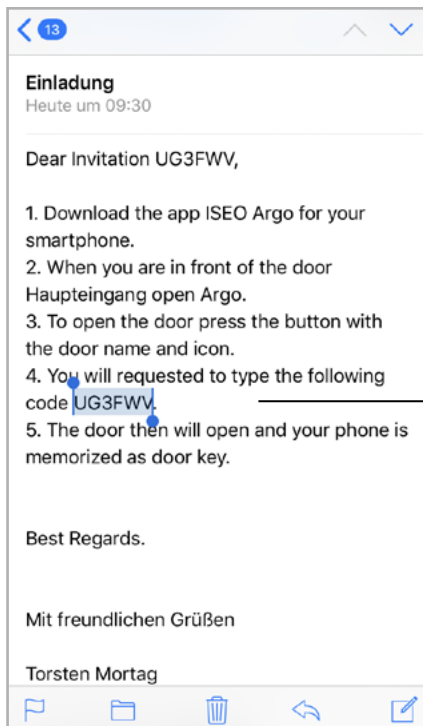 13
Einladung
Heute um 09:30
Dear Invitation UG3FWV,
1. Download the app ISEO Argo for your
smartphone.
2. When you are in front of the door
Haupteingang open Argo.
3. To open the door press the button with
the door name and icon.
4. You will requested to type the following
code UG3FWV.
5. The door then will open and your phone is
memorized as door key.
Best Regards.
Mit freundlichen Grüßen
Torsten Mortag